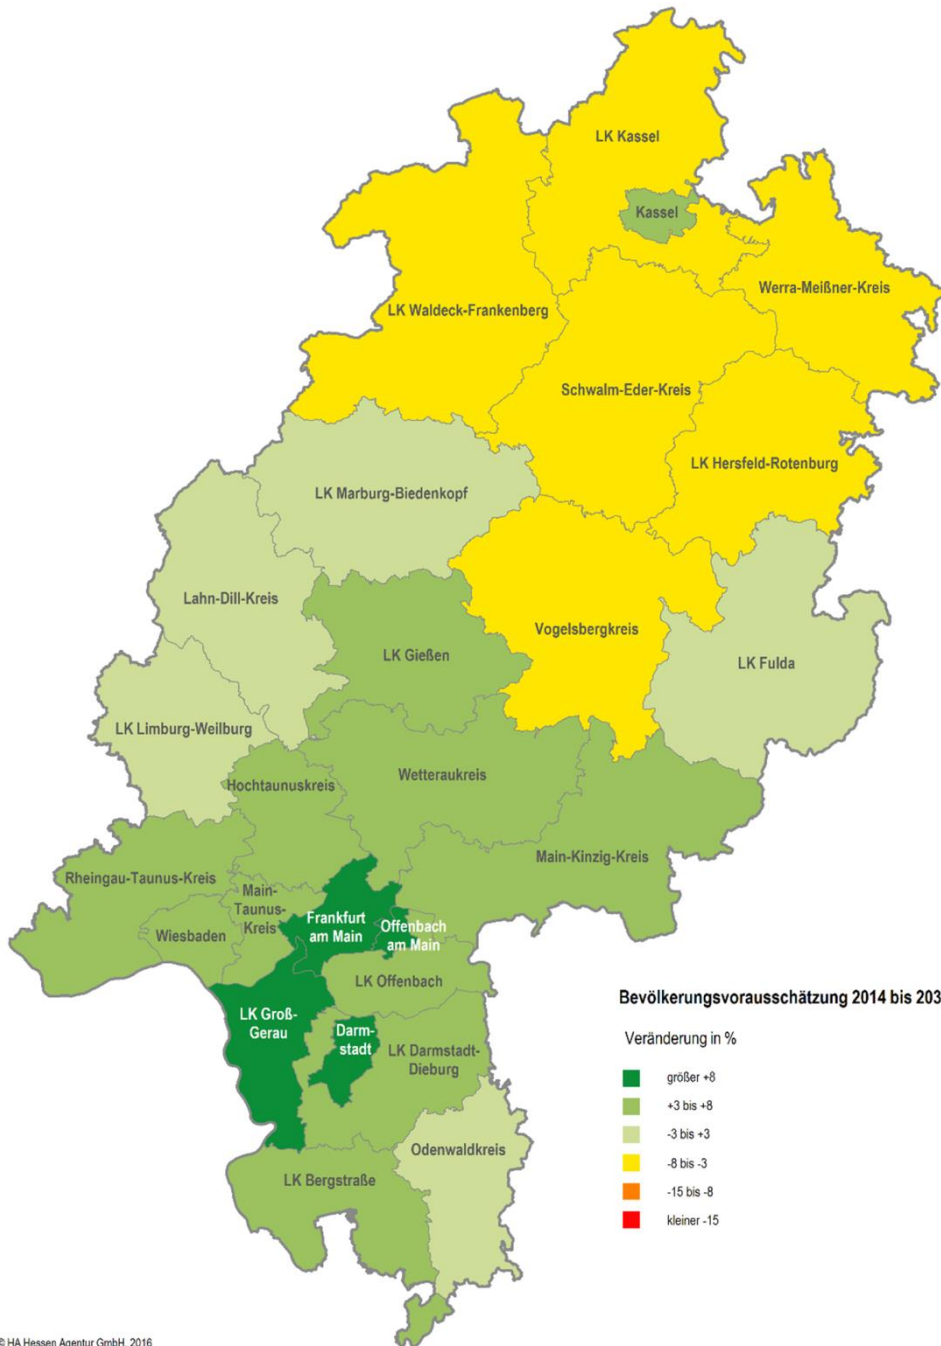 LK Kassel
Kassel
Werra-Meißner-Kreis
LK Waldeck-Frankenberg
Schwalm-Eder-Kreis
LK Hersfeld-Rotenburg
LK Marburg-Biedenkopf
Lahn-Dill-Kreis
Vogelsbergkreis
LK Gießen
LK Fulda
LK Limburg-Weilburg
Wetteraukreis
Hochtaunuskreis
Main-Kinzig-Kreis
Rheingau-Taunus-Kreis
Main-
Taunus-
Kreis
Frankfurt
am Main
Offenbach
am Main
Wiesbaden
LK Offenbach
LK Groß-
Gerau
Darm-
stadt
LK Darmstadt-
Dieburg
Odenwaldkreis
LK Bergstraße
Bevölkerungsvorausschätzung 2014 bis 203
Veränderung in %
größer +8
+3 bis +8
-3 bis +3
-8 bis -3
-15 bis -8
kleiner -15
© HA Hessen Agentur GmbH, 2016